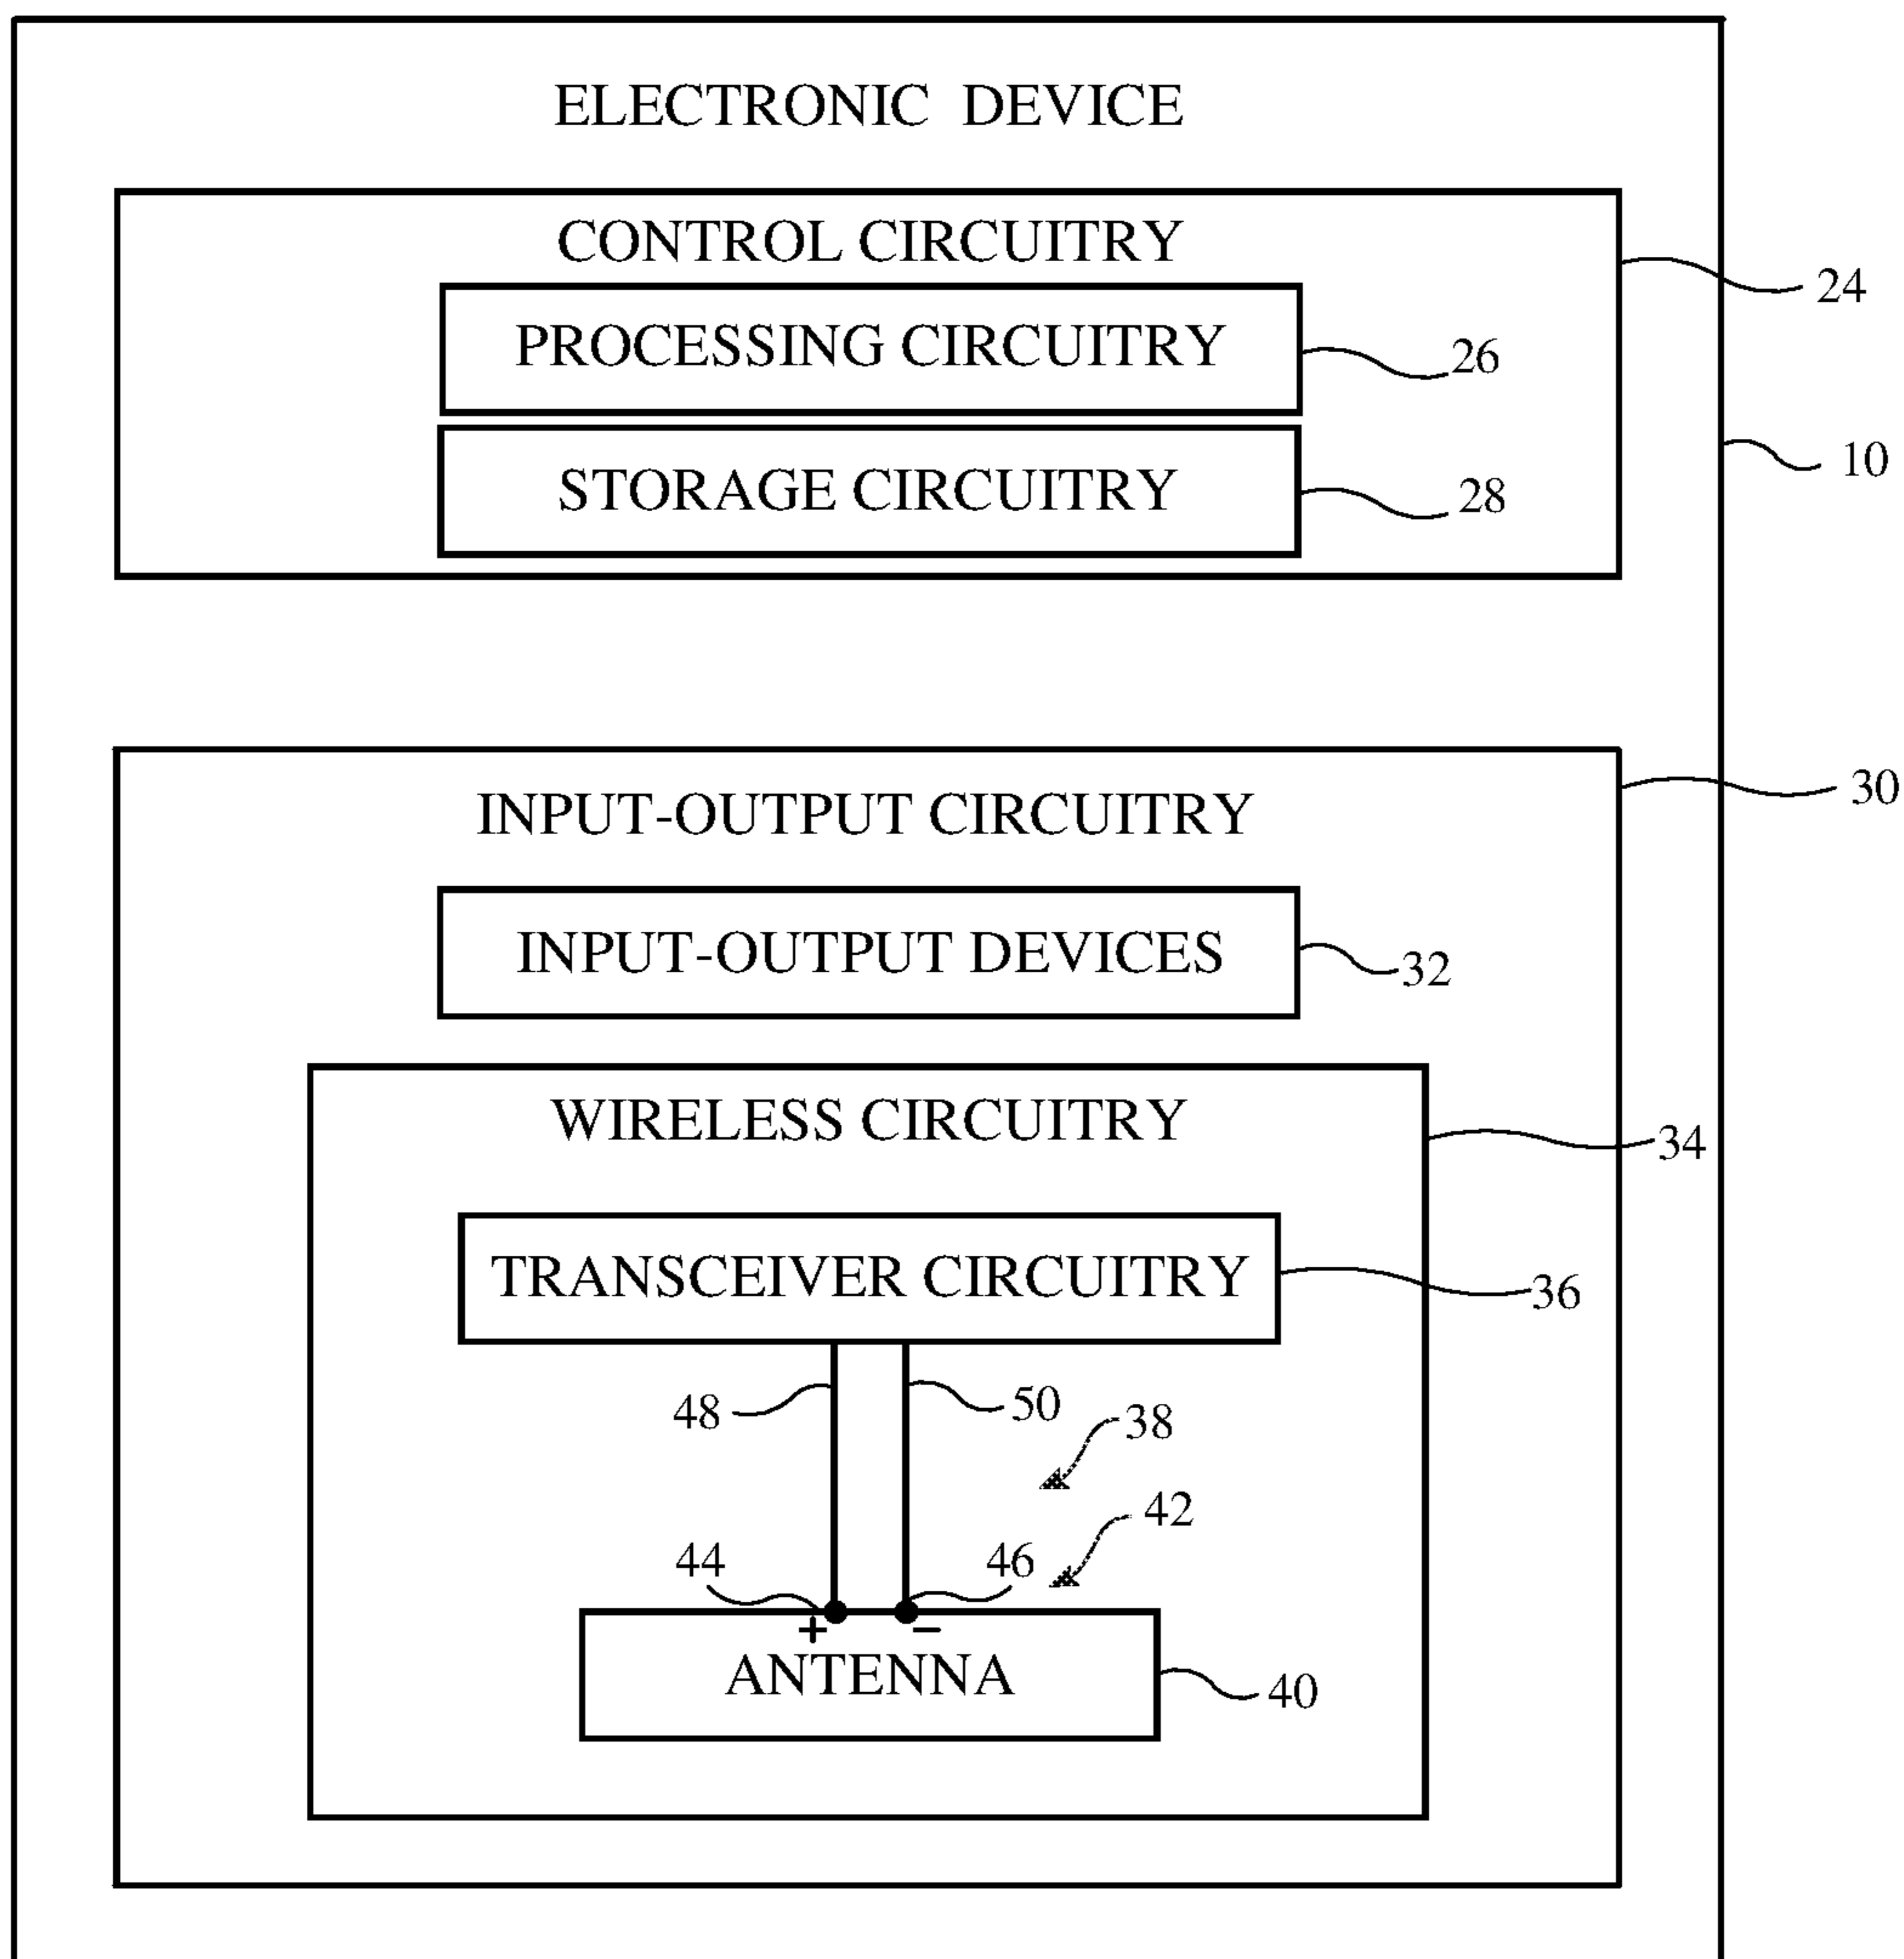 ELECTRONIC DEVICE
CONTROL CIRCUITRY
24
PROCESSING CIRCUITRY
26
10
STORAGE CIRCUITRY
28
INPUT-OUTPUT CIRCUITRY
30
INPUT-OUTPUT DEVICES
32
WIRELESS CIRCUITRY
34
TRANSCEIVER CIRCUITRY
36
48
50
38
42
44
46
+
−
ANTENNA
40